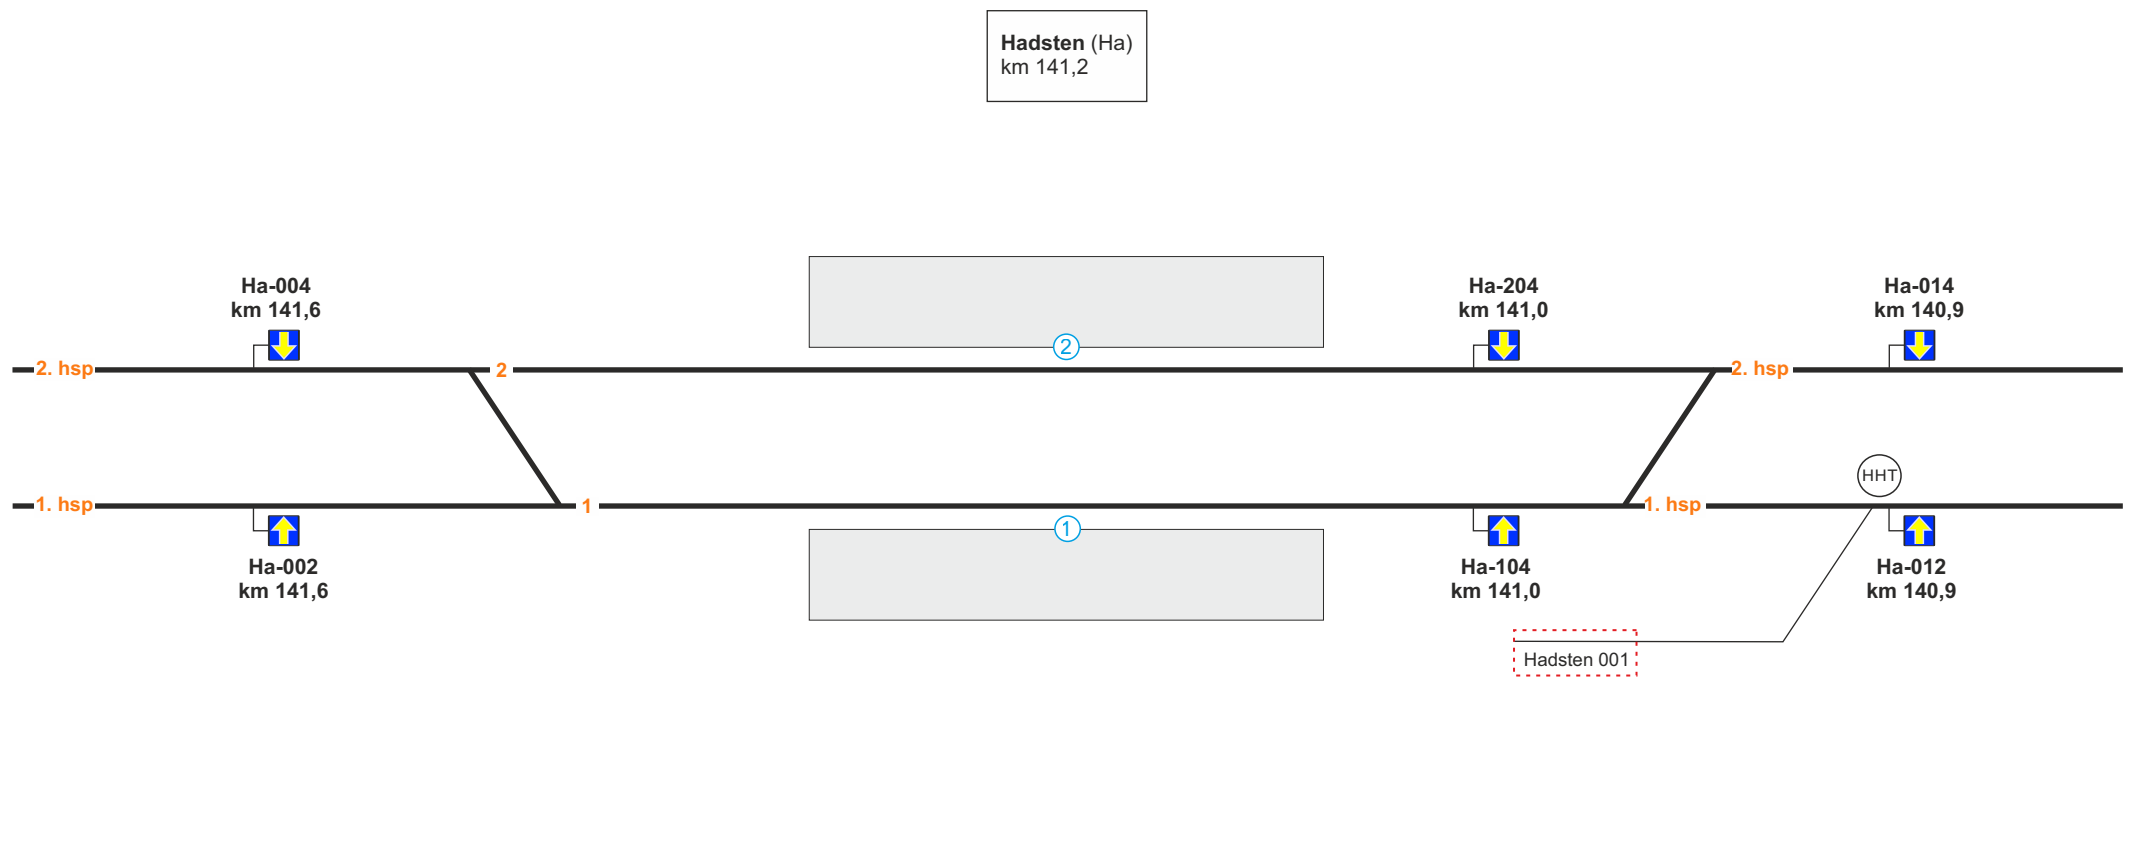 Hadsten (Ha)
km 141,2
Ha-004
km 141,6
Ha-204
km 141,0
Ha-014
km 140,9
2
2. hsp
2
2. hsp
HHT
1. hsp
1
1. hsp
1
Ha-002
km 141,6
Ha-104
km 141,0
Ha-012
km 140,9
Hadsten 001